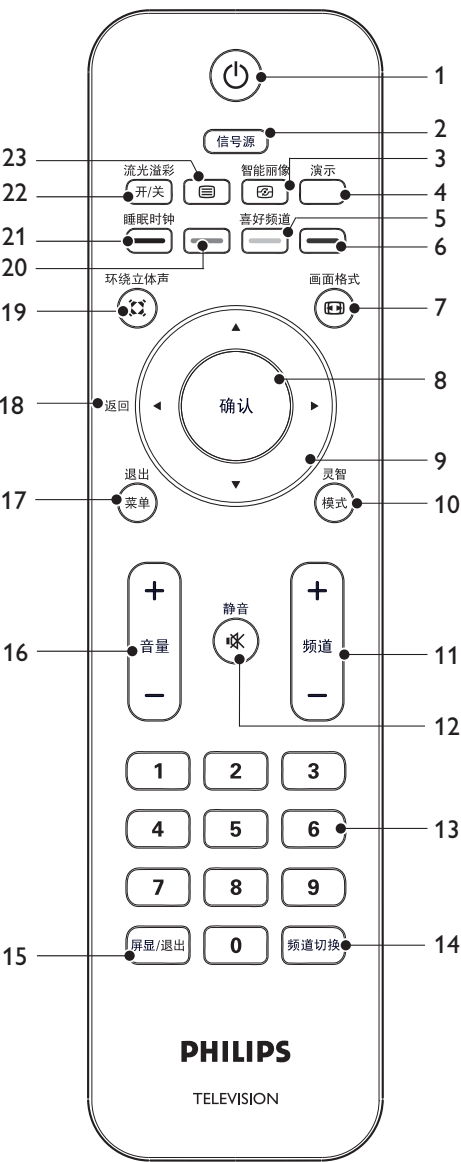 1
信号源
2
23
流光溢彩
智能丽像
演示
3
22
开/关
4
21
睡眠时钟
喜好频道
5
20
6
环绕立体声
画面格式
19
7
8
18
返回
确认
9
退出
灵智
17
菜单
模式
10
+
静音
+
16
音量
频道
11
−
−
12
1 2 3
4 5 6
13
7 8 9
15
屏显/退出
0
频道切换
14
PHILIPS
TELEVISION